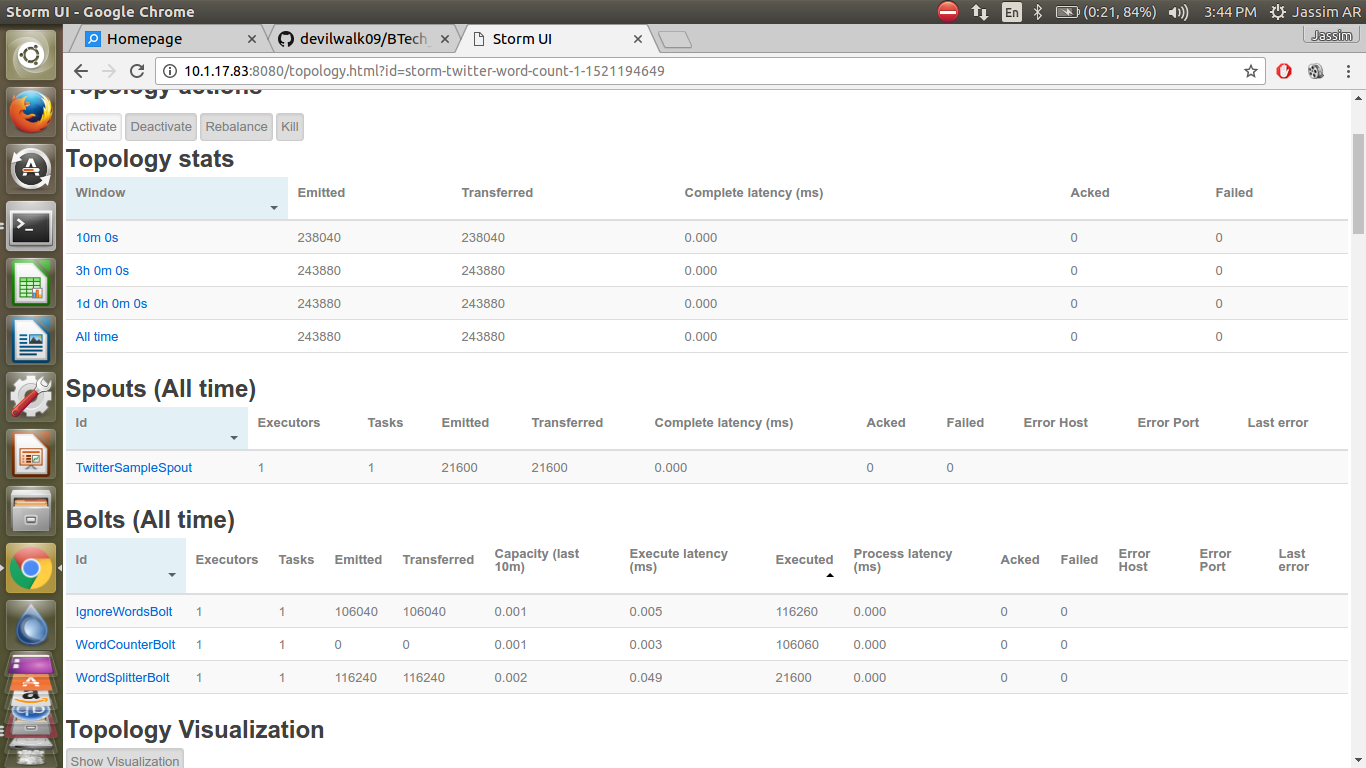 Storm UI - Google Chrome En (0:21, 84%) 3:44 PM Jassim AR
Homepage devilwalk09/BTech Storm UI Jassim
10.1.17.83:8080/topology.html?id=storm-twitter-word-count-1-1521194649
Topology actions
Activate Deactivate Rebalance Kill
Topology stats
Window Emitted Transferred Complete latency (ms) Acked Failed
10m 0s 238040 238040 0.000 0 0
3h 0m 0s 243880 243880 0.000 0 0
1d 0h 0m 0s 243880 243880 0.000 0 0
All time 243880 243880 0.000 0 0
Spouts (All time)
Id Executors Tasks Emitted Transferred Complete latency (ms) Acked Failed Error Host Error Port Last error
TwitterSampleSpout 1 1 21600 21600 0.000 0 0
Bolts (All time)
Id Executors Tasks Emitted Transferred Capacity (last 10m) Execute latency (ms) Executed Process latency (ms) Acked Failed Error Host Error Port Last error
IgnoreWordsBolt 1 1 106040 106040 0.001 0.005 116260 0.000 0 0
WordCounterBolt 1 1 0 0 0.001 0.003 106060 0.000 0 0
WordSplitterBolt 1 1 116240 116240 0.002 0.049 21600 0.000 0 0
Topology Visualization
Show Visualization